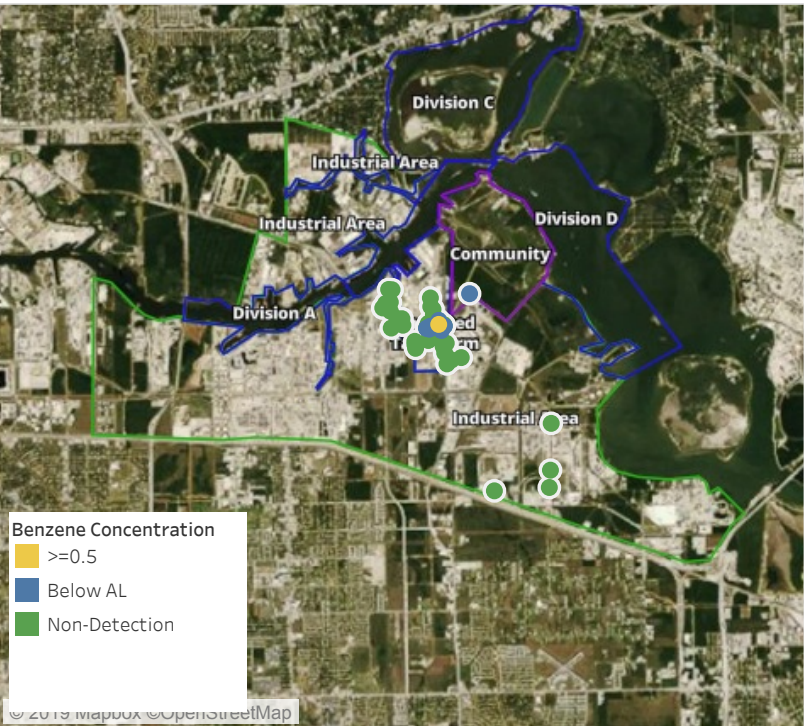 Division C
Industrial Area
Division D
Industrial Area
Community
Division A
Industrial Area
Benzene Concentration
>=0.5
Below AL
Non-Detection
© 2019 Mapbox ©OpenStreetMap